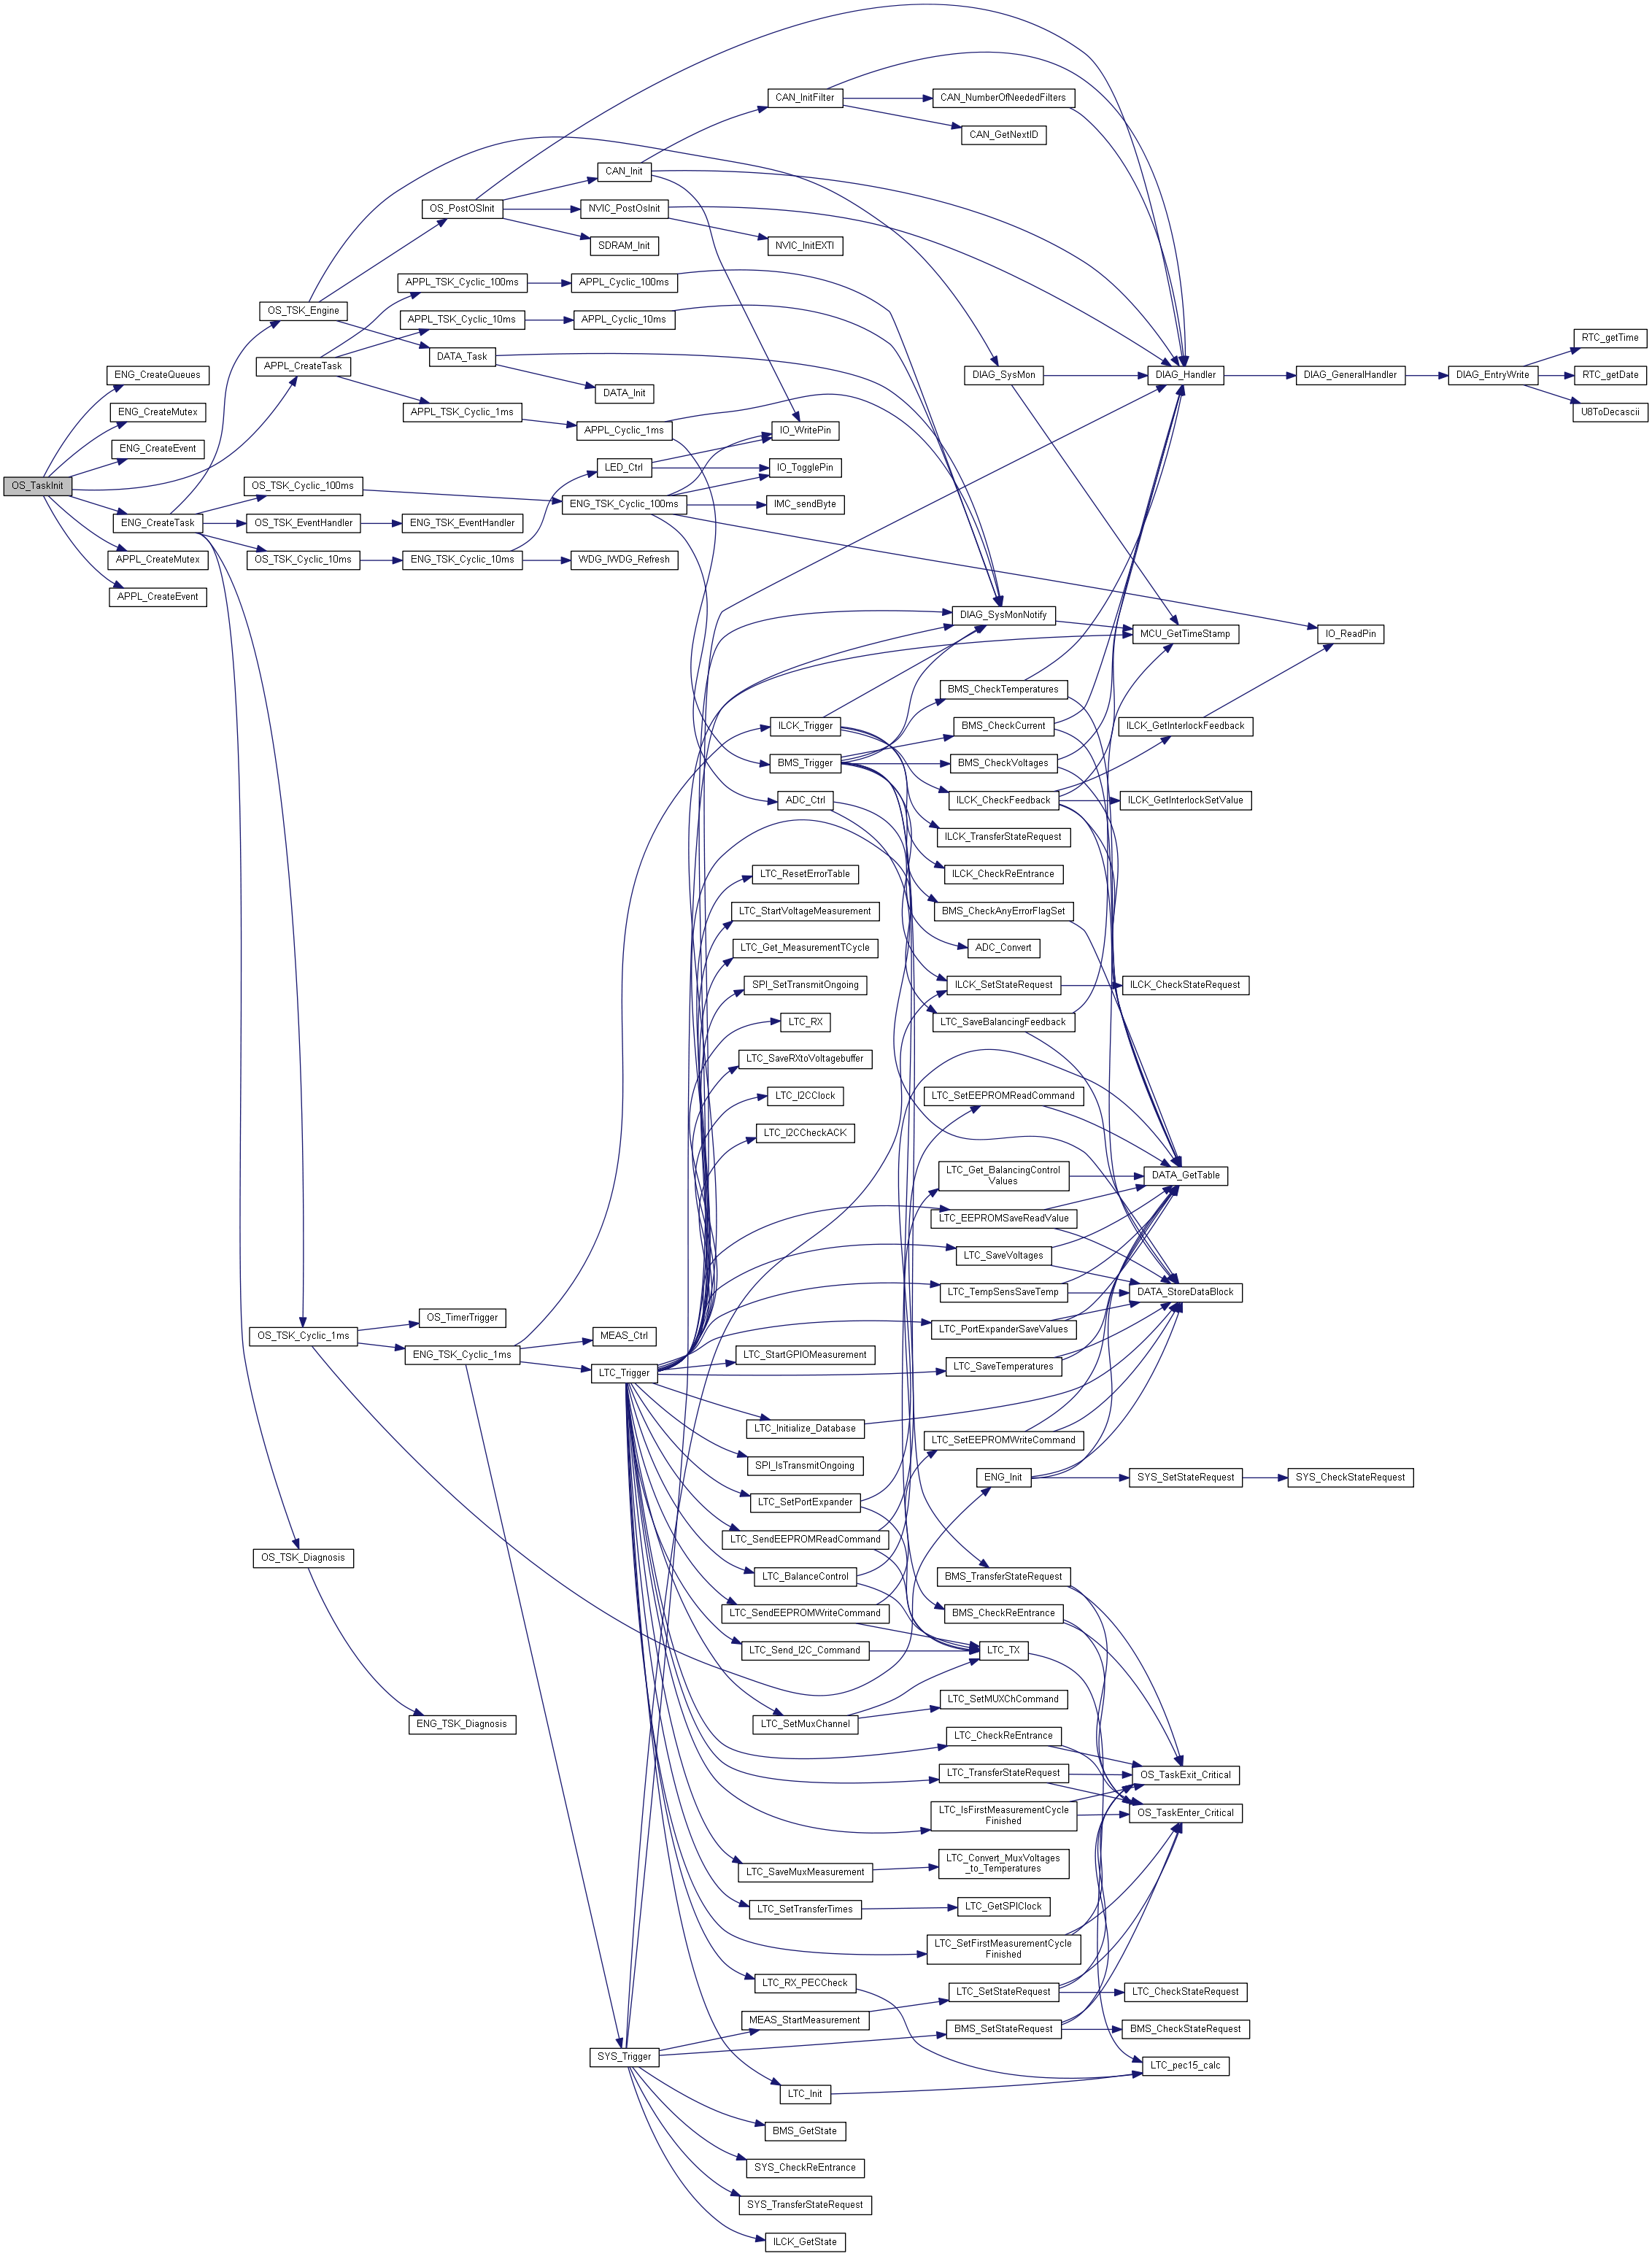 CAN_InitFilter
CAN_NumberOfNeededFilters
CAN_GetNextID
CAN_Init
OS_PostOSInit
NVIC_PostOsInit
SDRAM_Init
NVIC_InitEXTI
APPL_TSK_Cyclic_100ms
APPL_Cyclic_100ms
OS_TSK_Engine
APPL_TSK_Cyclic_10ms
APPL_Cyclic_10ms
RTC_getTime
DATA_Task
APPL_CreateTask
DIAG_SysMon
DIAG_Handler
DIAG_GeneralHandler
DIAG_EntryWrite
RTC_getDate
ENG_CreateQueues
DATA_Init
ENG_CreateMutex
APPL_TSK_Cyclic_1ms
U8ToDecascii
APPL_Cyclic_1ms
IO_WritePin
ENG_CreateEvent
LED_Ctrl
IO_TogglePin
OS_TaskInit
OS_TSK_Cyclic_100ms
ENG_TSK_Cyclic_100ms
IMC_sendByte
ENG_CreateTask
OS_TSK_EventHandler
ENG_TSK_EventHandler
APPL_CreateMutex
OS_TSK_Cyclic_10ms
ENG_TSK_Cyclic_10ms
WDG_IWDG_Refresh
APPL_CreateEvent
DIAG_SysMonNotify
MCU_GetTimeStamp
IO_ReadPin
BMS_CheckTemperatures
ILCK_Trigger
BMS_CheckCurrent
ILCK_GetInterlockFeedback
BMS_Trigger
BMS_CheckVoltages
ADC_Ctrl
ILCK_CheckFeedback
ILCK_GetInterlockSetValue
ILCK_TransferStateRequest
LTC_ResetErrorTable
ILCK_CheckReEntrance
LTC_StartVoltageMeasurement
BMS_CheckAnyErrorFlagSet
LTC_Get_MeasurementTCycle
ADC_Convert
SPI_SetTransmitOngoing
ILCK_SetStateRequest
ILCK_CheckStateRequest
LTC_RX
LTC_SaveBalancingFeedback
LTC_SaveRXtoVoltagebuffer
LTC_I2CClock
LTC_SetEEPROMReadCommand
LTC_I2CCheckACK
LTC_Get_BalancingControl
Values
DATA_GetTable
LTC_EEPROMSaveReadValue
LTC_SaveVoltages
LTC_TempSensSaveTemp
DATA_StoreDataBlock
OS_TimerTrigger
LTC_PortExpanderSaveValues
OS_TSK_Cyclic_1ms
MEAS_Ctrl
ENG_TSK_Cyclic_1ms
LTC_StartGPIOMeasurement
LTC_Trigger
LTC_SaveTemperatures
LTC_Initialize_Database
LTC_SetEEPROMWriteCommand
SPI_IsTransmitOngoing
ENG_Init
SYS_SetStateRequest
SYS_CheckStateRequest
LTC_SetPortExpander
LTC_SendEEPROMReadCommand
OS_TSK_Diagnosis
LTC_BalanceControl
BMS_TransferStateRequest
LTC_SendEEPROMWriteCommand
BMS_CheckReEntrance
LTC_Send_I2C_Command
LTC_TX
LTC_SetMUXChCommand
ENG_TSK_Diagnosis
LTC_SetMuxChannel
LTC_CheckReEntrance
LTC_TransferStateRequest
OS_TaskExit_Critical
LTC_IsFirstMeasurementCycle
Finished
OS_TaskEnter_Critical
LTC_SaveMuxMeasurement
LTC_Convert_MuxVoltages
_to_Temperatures
LTC_SetTransferTimes
LTC_GetSPIClock
LTC_SetFirstMeasurementCycle
Finished
LTC_RX_PECCheck
LTC_SetStateRequest
LTC_CheckStateRequest
MEAS_StartMeasurement
BMS_SetStateRequest
BMS_CheckStateRequest
SYS_Trigger
LTC_pec15_calc
LTC_Init
BMS_GetState
SYS_CheckReEntrance
SYS_TransferStateRequest
ILCK_GetState